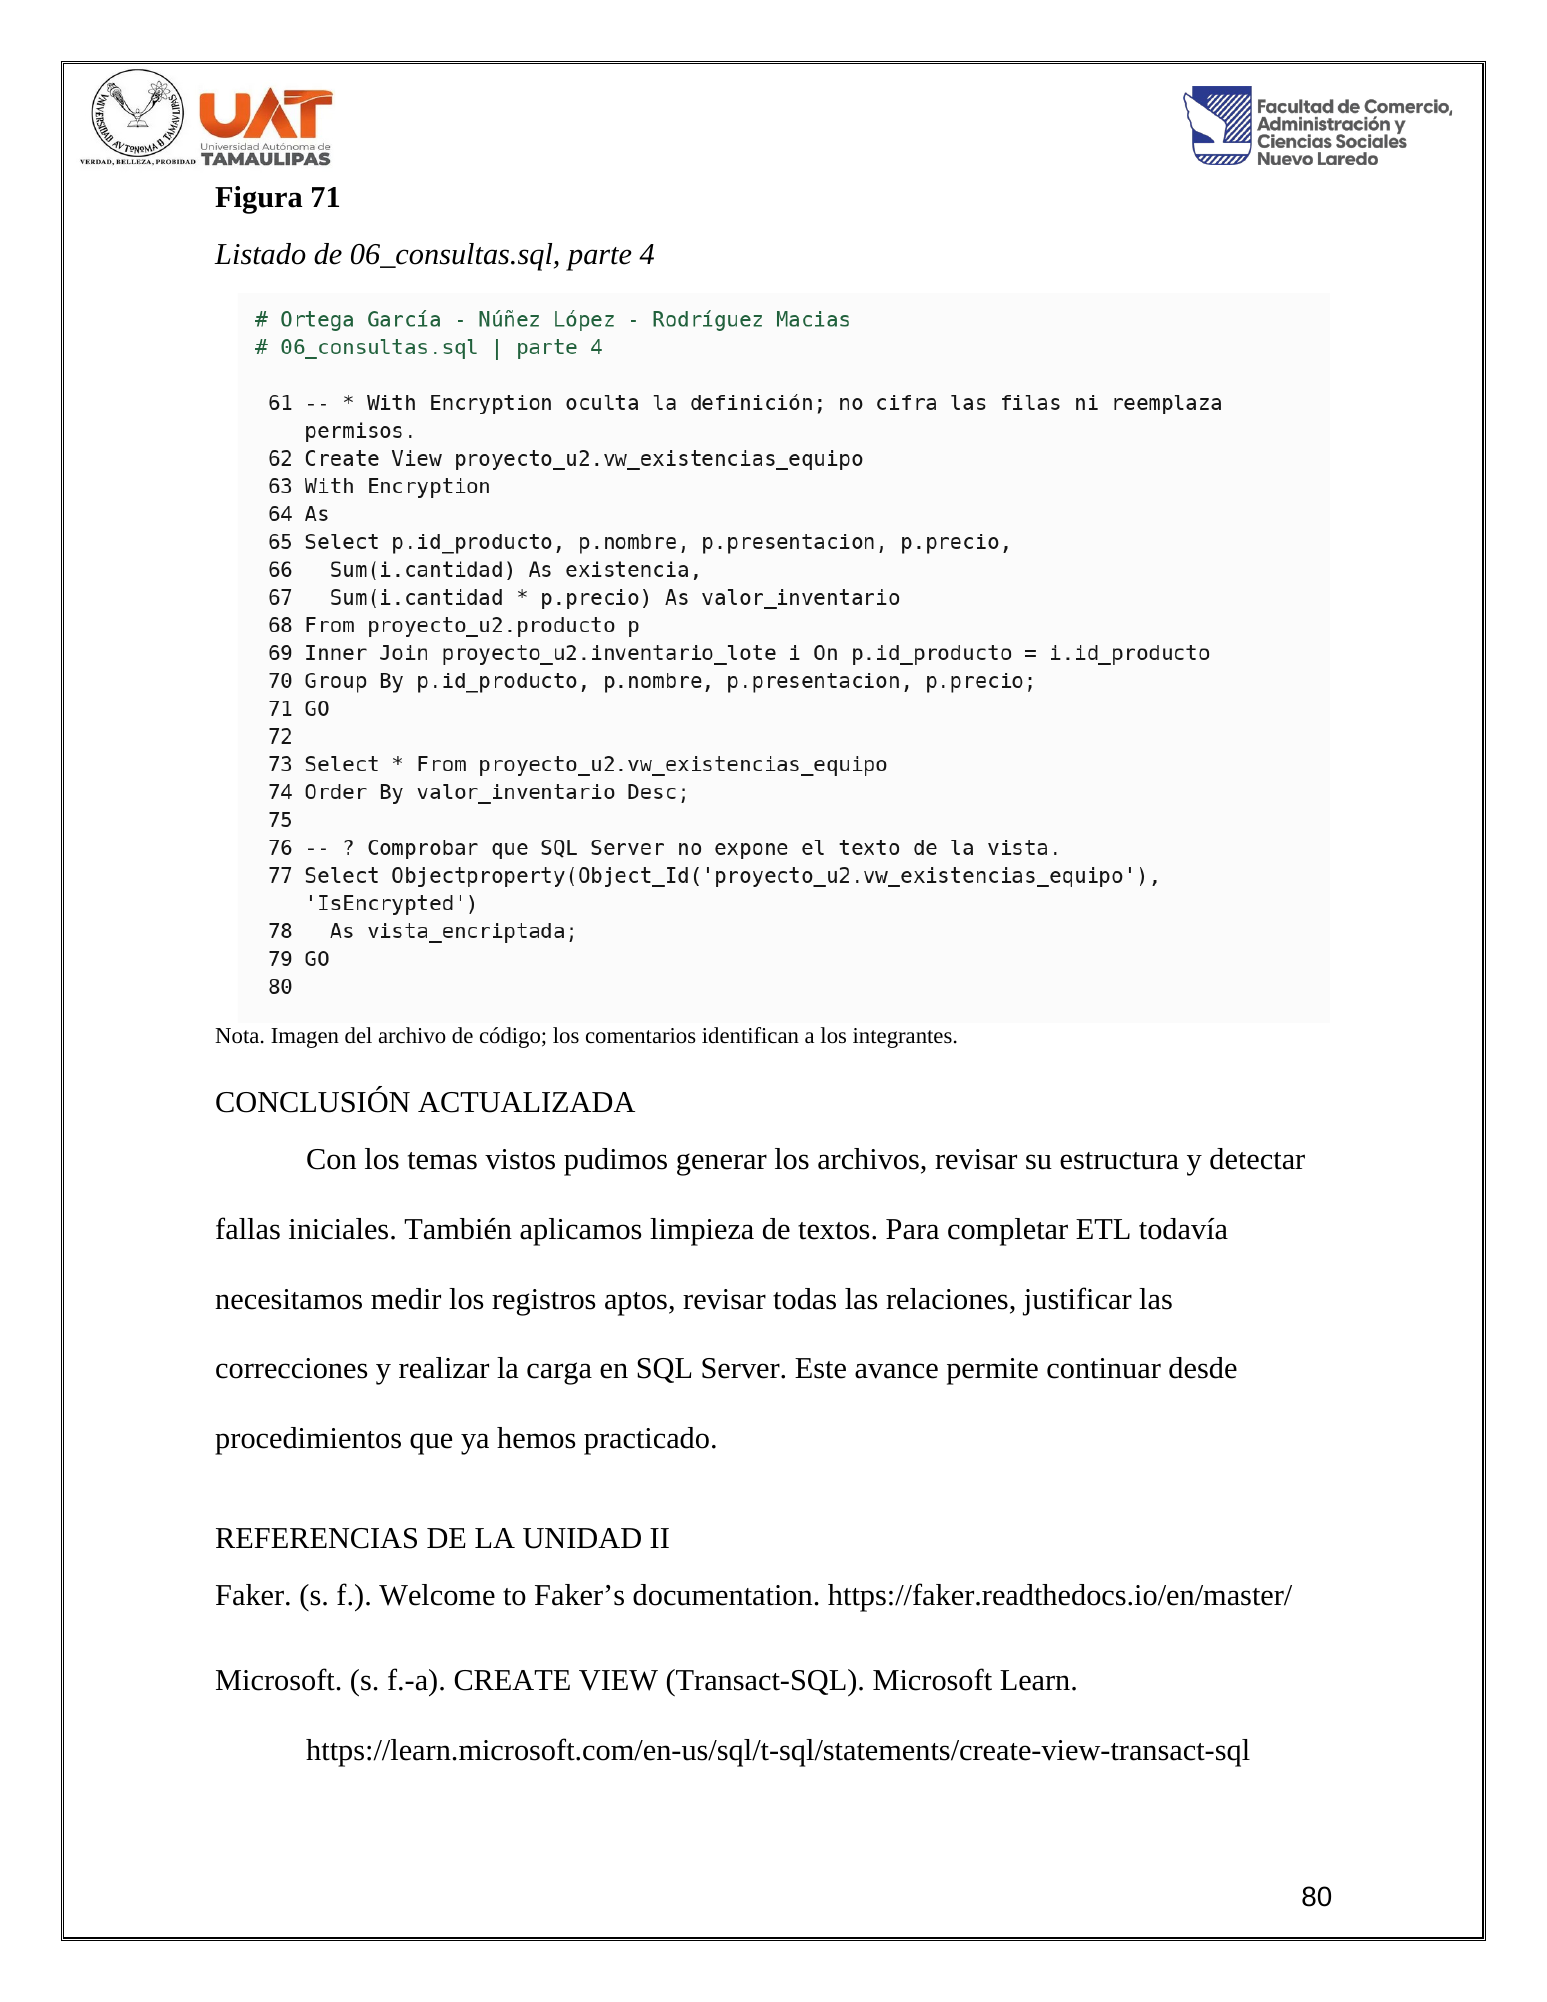 UNIVERSIDAD AVTONOMA D TAMAVLIPAS
VERDAD, BELLEZA, PROBIDAD
UAT
Universidad Autónoma de
TAMAULIPAS
Facultad de Comercio,
Administración y
Ciencias Sociales
Nuevo Laredo
Figura 71
Listado de 06_consultas.sql, parte 4
# Ortega García - Núñez López - Rodríguez Macias
# 06_consultas.sql | parte 4
61 -- * With Encryption oculta la definición; no cifra las filas ni reemplaza
permisos.
62 Create View proyecto_u2.vw_existencias_equipo
63 With Encryption
64 As
65 Select p.id_producto, p.nombre, p.presentacion, p.precio,
66   Sum(i.cantidad) As existencia,
67   Sum(i.cantidad * p.precio) As valor_inventario
68 From proyecto_u2.producto p
69 Inner Join proyecto_u2.inventario_lote i On p.id_producto = i.id_producto
70 Group By p.id_producto, p.nombre, p.presentacion, p.precio;
71 GO
72
73 Select * From proyecto_u2.vw_existencias_equipo
74 Order By valor_inventario Desc;
75
76 -- ? Comprobar que SQL Server no expone el texto de la vista.
77 Select Objectproperty(Object_Id('proyecto_u2.vw_existencias_equipo'),
'IsEncrypted')
78   As vista_encriptada;
79 GO
80
Nota. Imagen del archivo de código; los comentarios identifican a los integrantes.
CONCLUSIÓN ACTUALIZADA
Con los temas vistos pudimos generar los archivos, revisar su estructura y detectar
fallas iniciales. También aplicamos limpieza de textos. Para completar ETL todavía
necesitamos medir los registros aptos, revisar todas las relaciones, justificar las
correcciones y realizar la carga en SQL Server. Este avance permite continuar desde
procedimientos que ya hemos practicado.
REFERENCIAS DE LA UNIDAD II
Faker. (s. f.). Welcome to Faker’s documentation. https://faker.readthedocs.io/en/master/
Microsoft. (s. f.-a). CREATE VIEW (Transact-SQL). Microsoft Learn.
https://learn.microsoft.com/en-us/sql/t-sql/statements/create-view-transact-sql
80